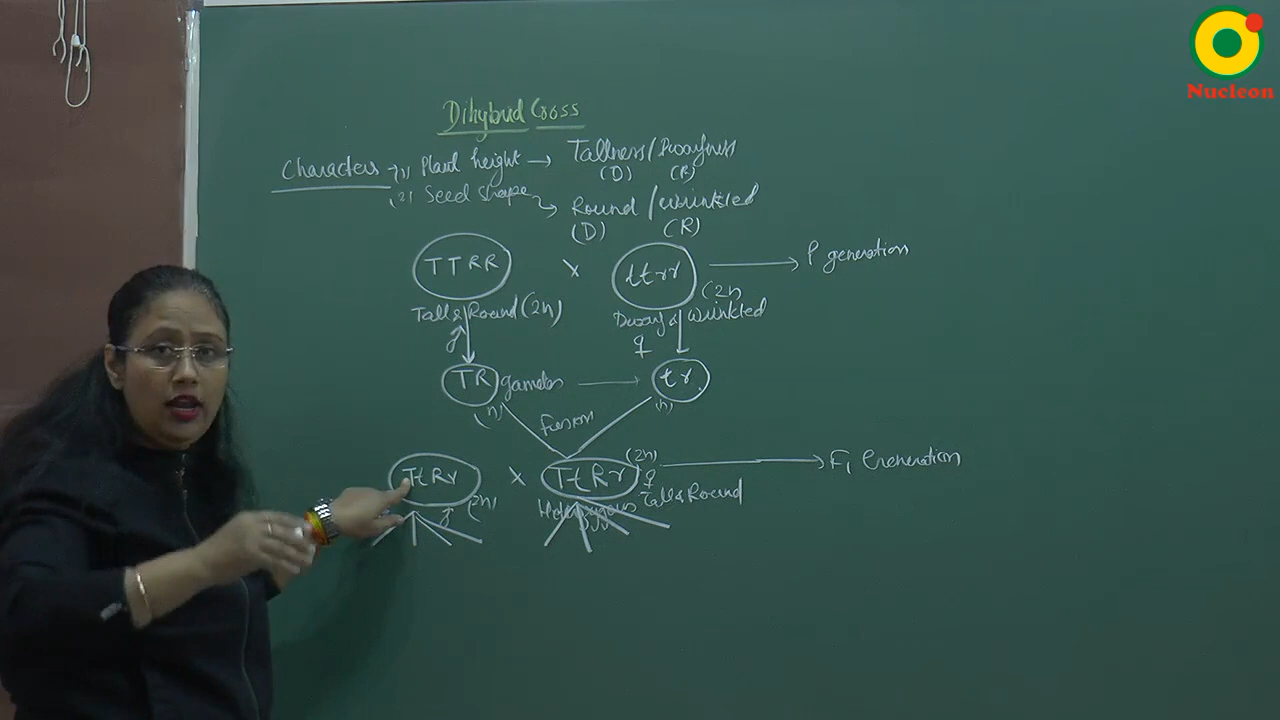 Nucleon
Dihybrid Cross
Characters → (1) Plant height → Tallness/Dwarfness
(D) (R)
(2) Seed shape → Round/wrinkled
(D) (R)
TTRR × ttrr → P generation
Tall & Round (2n) (2n
Dwarf & Wrinkled
♂ ♀
TR gametes → tr
(n) (n)
Fusion
TtRr × TtRr (2n) → F1 Generation
♂ (2n) ♀ Tall & Round